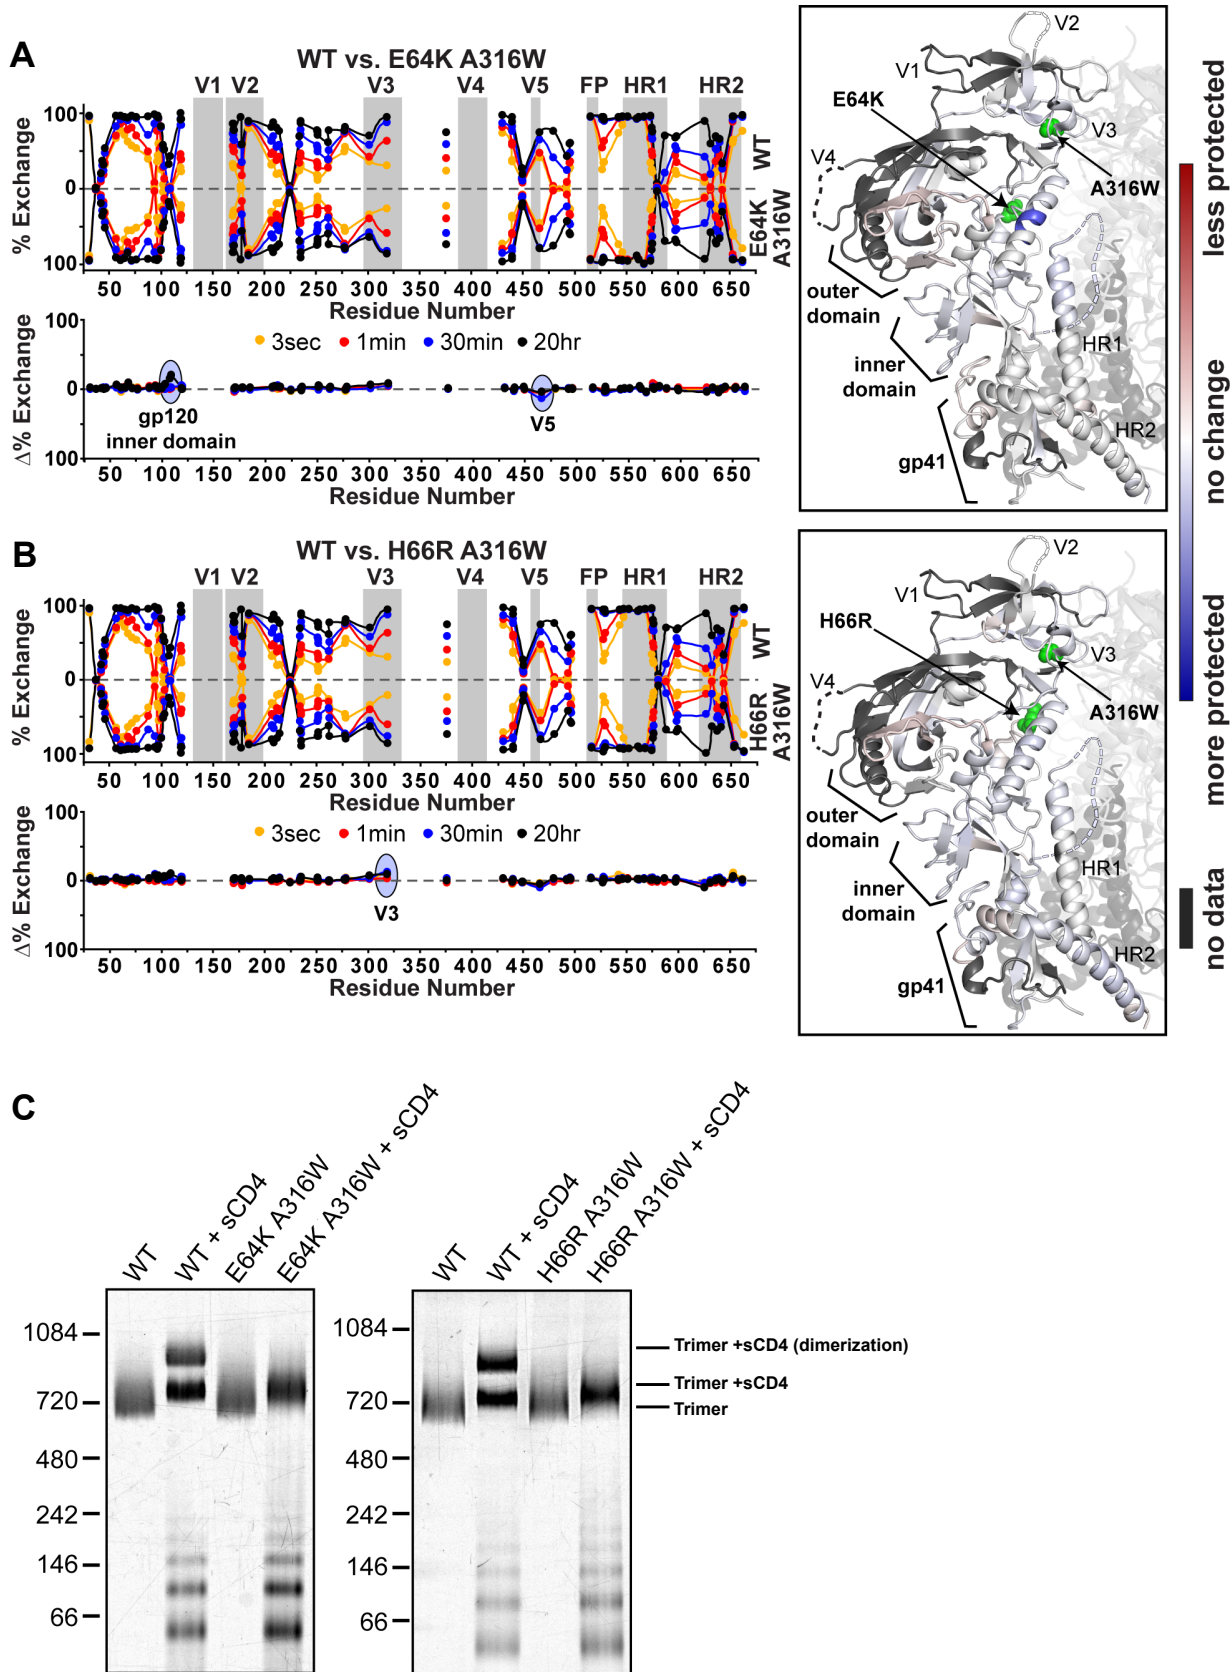 A
WT vs. E64K A316W
V1 V2 V3 V4 V5 FP HR1 HR2
% Exchange
100
0
100
WT
E64K
A316W
50 100 150 200 250 300 350 400 450 500 550 600 650
Residue Number
Δ% Exchange
100
0
100
3sec 1min 30min 20hr
gp120
inner domain
V5
50 100 150 200 250 300 350 400 450 500 550 600 650
Residue Number
V2
V1
E64K
V3
V4
A316W
outer
domain
inner
domain
HR1
HR2
gp41
less protected
no change
more protected
no data
B
WT vs. H66R A316W
V1 V2 V3 V4 V5 FP HR1 HR2
% Exchange
100
0
100
WT
H66R
A316W
50 100 150 200 250 300 350 400 450 500 550 600 650
Residue Number
Δ% Exchange
100
0
100
3sec 1min 30min 20hr
V3
50 100 150 200 250 300 350 400 450 500 550 600 650
Residue Number
V2
V1
H66R
V3
V4
A316W
outer
domain
inner
domain
HR1
HR2
gp41
C
WT
WT + sCD4
E64K A316W
E64K A316W + sCD4
WT
WT + sCD4
H66R A316W
H66R A316W + sCD4
1084
720
480
242
146
66
1084
720
480
242
146
66
Trimer +sCD4 (dimerization)
Trimer +sCD4
Trimer